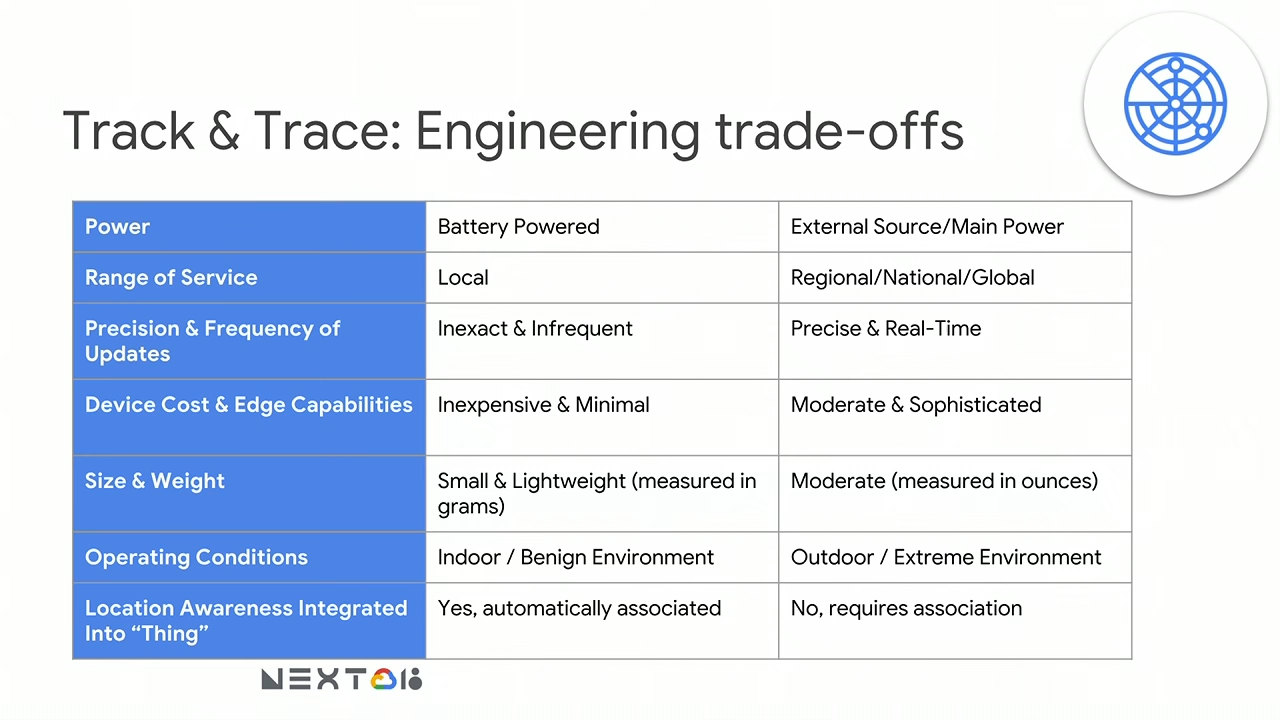 Track & Trace: Engineering trade-offs
Power
Battery Powered
External Source/Main Power
Range of Service
Local
Regional/National/Global
Precision & Frequency of
Updates
Inexact & Infrequent
Precise & Real-Time
Device Cost & Edge Capabilities
Inexpensive & Minimal
Moderate & Sophisticated
Size & Weight
Small & Lightweight (measured in
grams)
Moderate (measured in ounces)
Operating Conditions
Indoor / Benign Environment
Outdoor / Extreme Environment
Location Awareness Integrated
Into “Thing”
Yes, automatically associated
No, requires association
NEXT 18